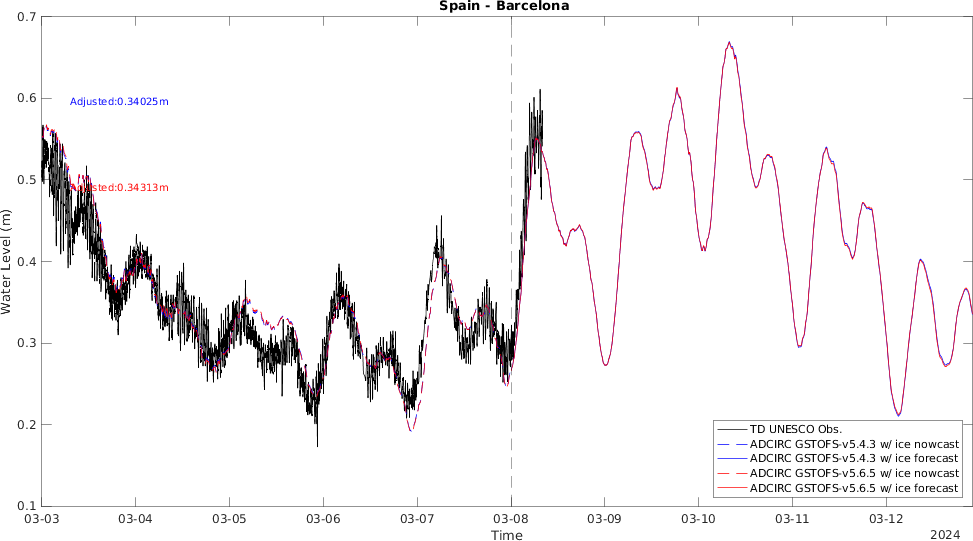 Spain - Barcelona
0.7
0.6
0.5
0.4
0.3
0.2
0.1
Water Level (m)
Adjusted:0.34025m
Adjusted:0.34313m
TD UNESCO Obs.
ADCIRC GSTOFS-v5.4.3 w/ ice nowcast
ADCIRC GSTOFS-v5.4.3 w/ ice forecast
ADCIRC GSTOFS-v5.6.5 w/ ice nowcast
ADCIRC GSTOFS-v5.6.5 w/ ice forecast
03-03 03-04 03-05 03-06 03-07 03-08 03-09 03-10 03-11 03-12
Time
2024